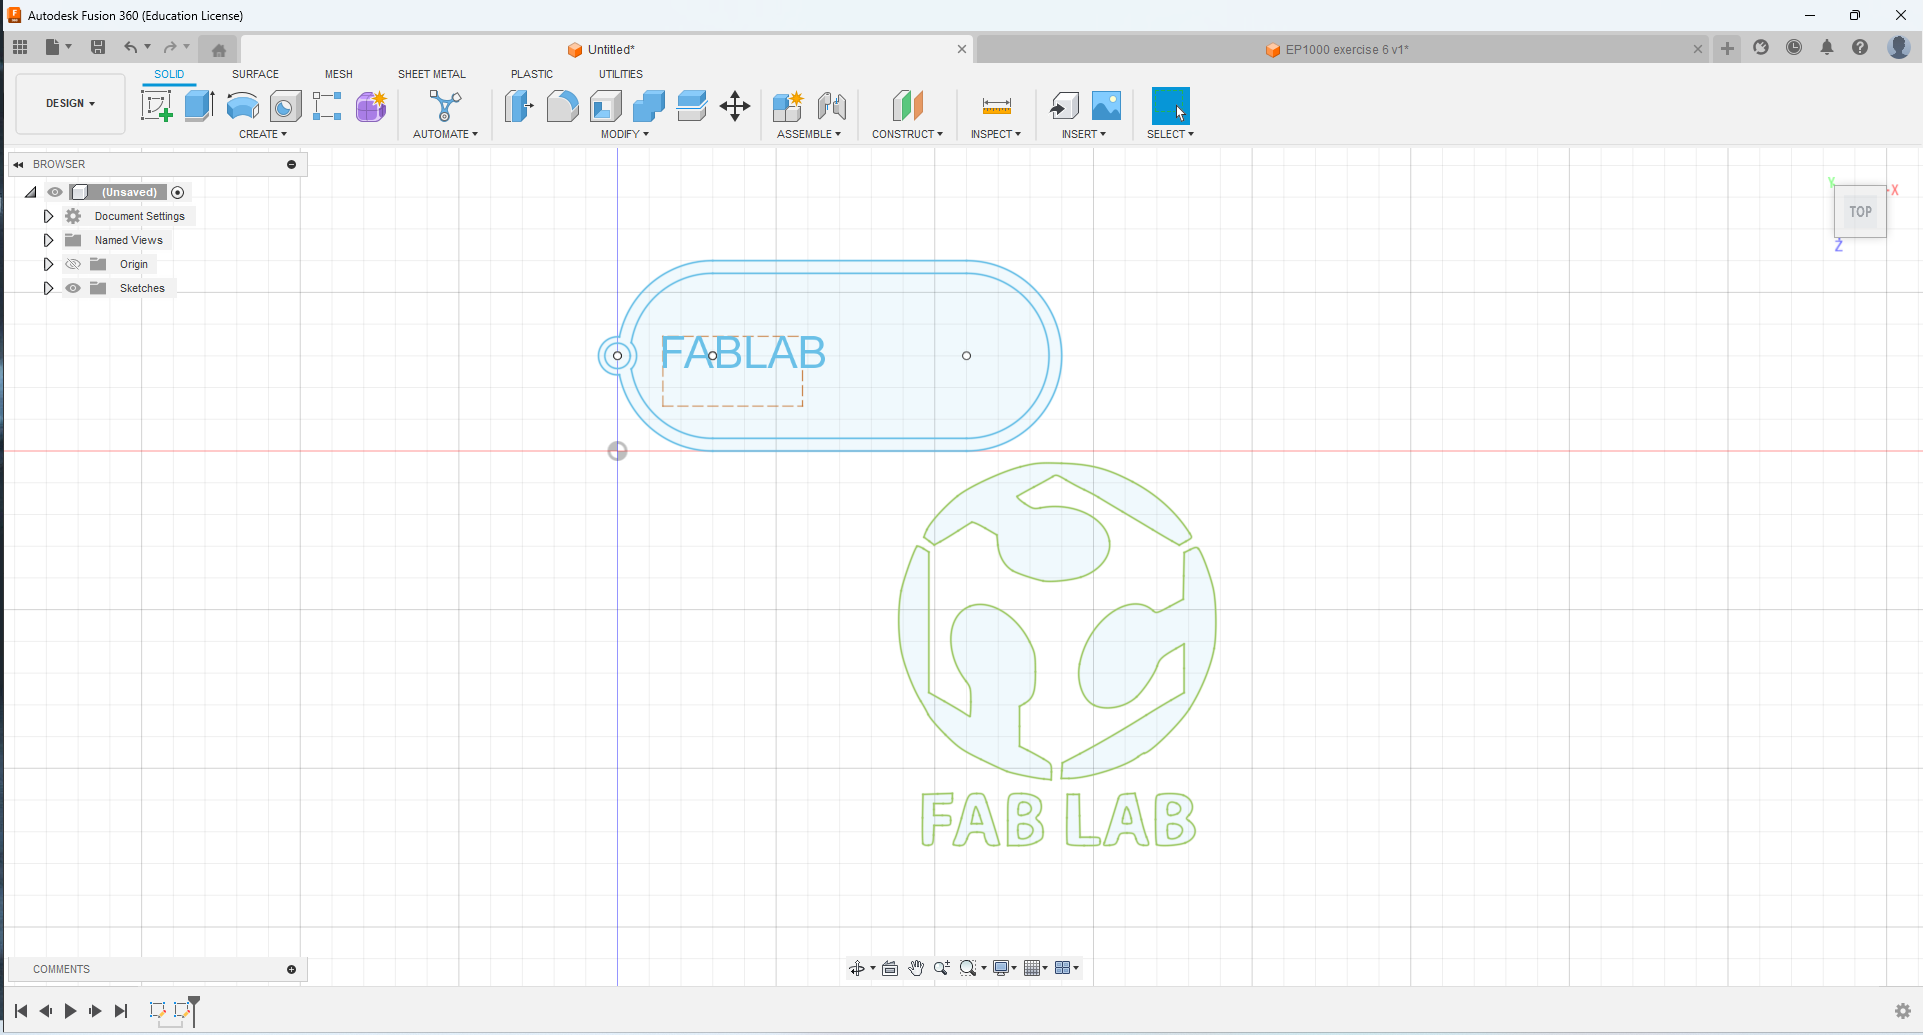 Autodesk Fusion 360 (Education License)
Untitled*
EP1000 exercise 6 v1*
DESIGN
SOLID
SURFACE
MESH
SHEET METAL
PLASTIC
UTILITIES
CREATE
AUTOMATE
MODIFY
ASSEMBLE
CONSTRUCT
INSPECT
INSERT
SELECT
BROWSER
(Unsaved)
Document Settings
Named Views
Origin
Sketches
Y
X
TOP
Z
FABLAB
FAB LAB
COMMENTS